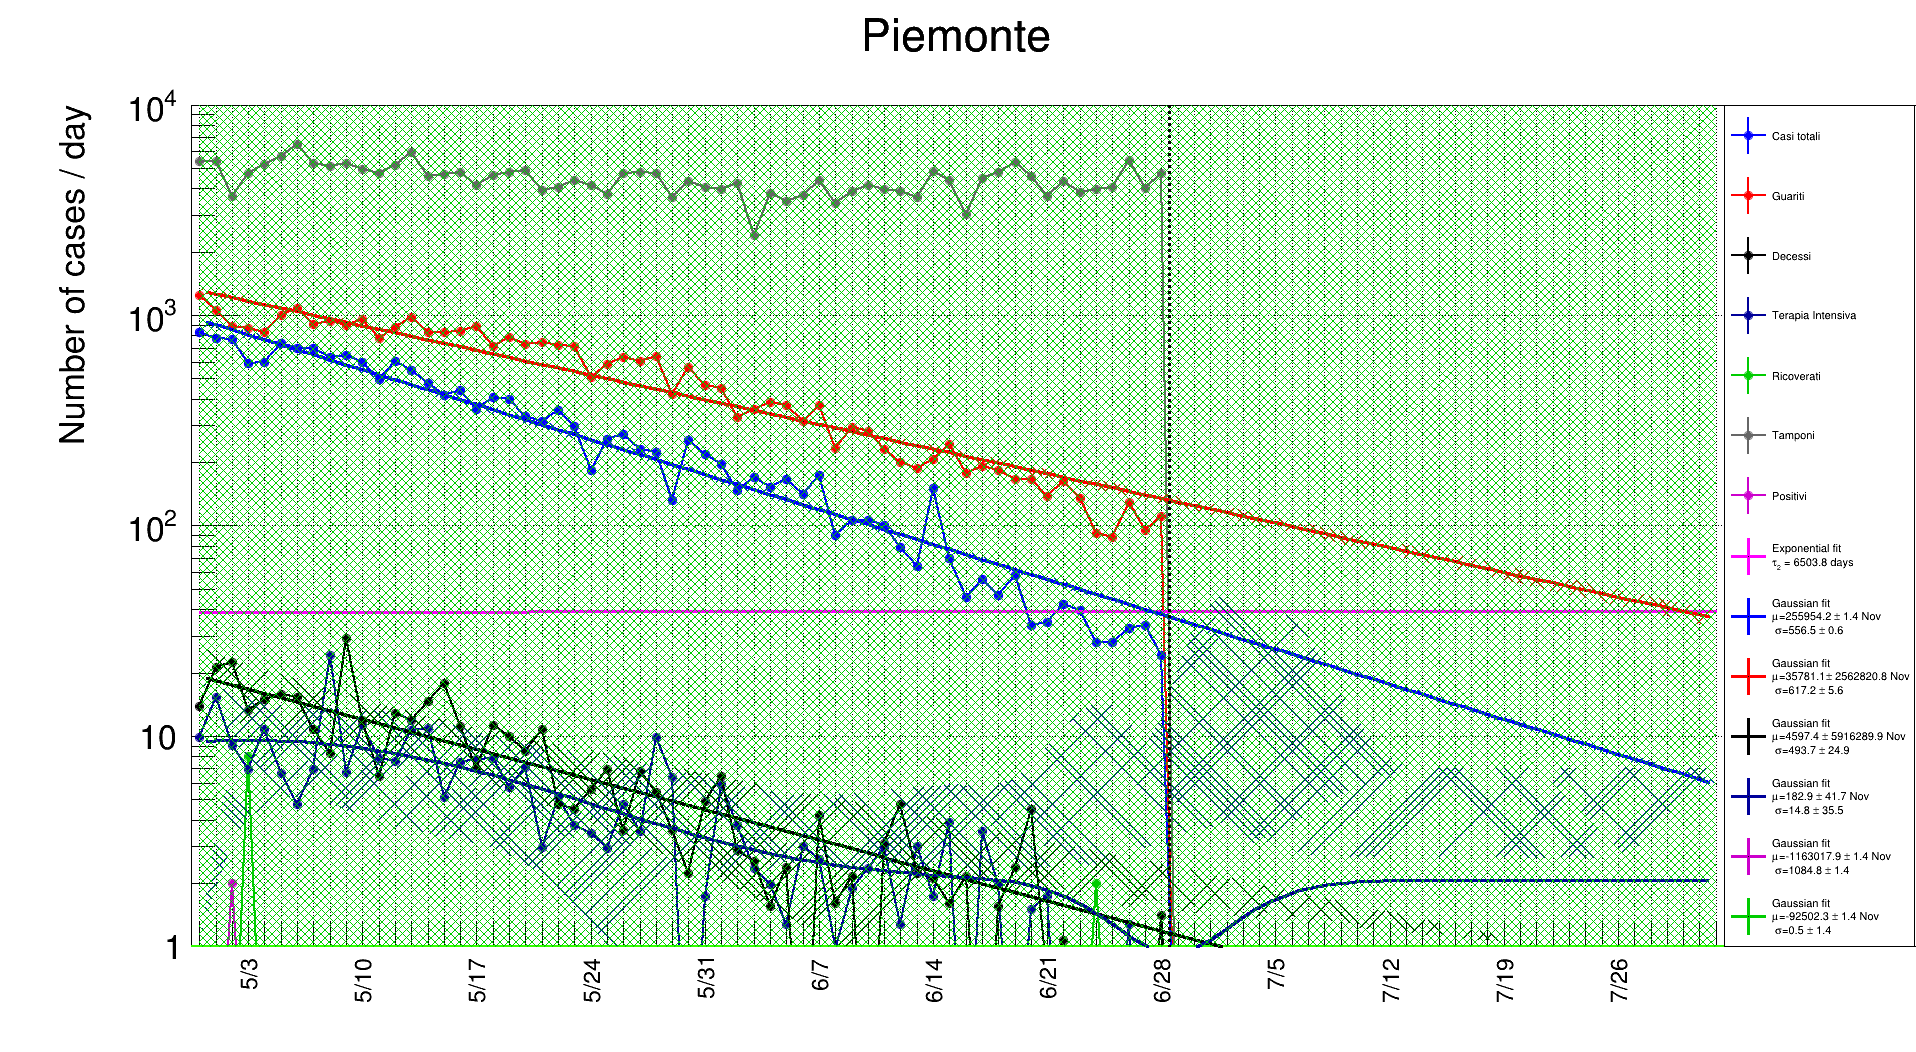 Piemonte
Number of cases / day
10⁴
10³
10²
10
1
5/3
5/10
5/17
5/24
5/31
6/7
6/14
6/21
6/28
7/5
7/12
7/19
7/26
Casi totali
Guariti
Decessi
Terapia Intensiva
Ricoverati
Tamponi
Positivi
Exponential fit
τ₂ = 6503.8 days
Gaussian fit
μ=255954.2 ± 1.4 Nov
σ=556.5 ± 0.6
Gaussian fit
μ=35781.1 ± 2562820.8 Nov
σ=617.2 ± 5.6
Gaussian fit
μ=4597.4 ± 5916289.9 Nov
σ=493.7 ± 24.9
Gaussian fit
μ=182.9 ± 41.7 Nov
σ=14.8 ± 35.5
Gaussian fit
μ=-1163017.9 ± 1.4 Nov
σ=1084.8 ± 1.4
Gaussian fit
μ=-92502.3 ± 1.4 Nov
σ=0.5 ± 1.4